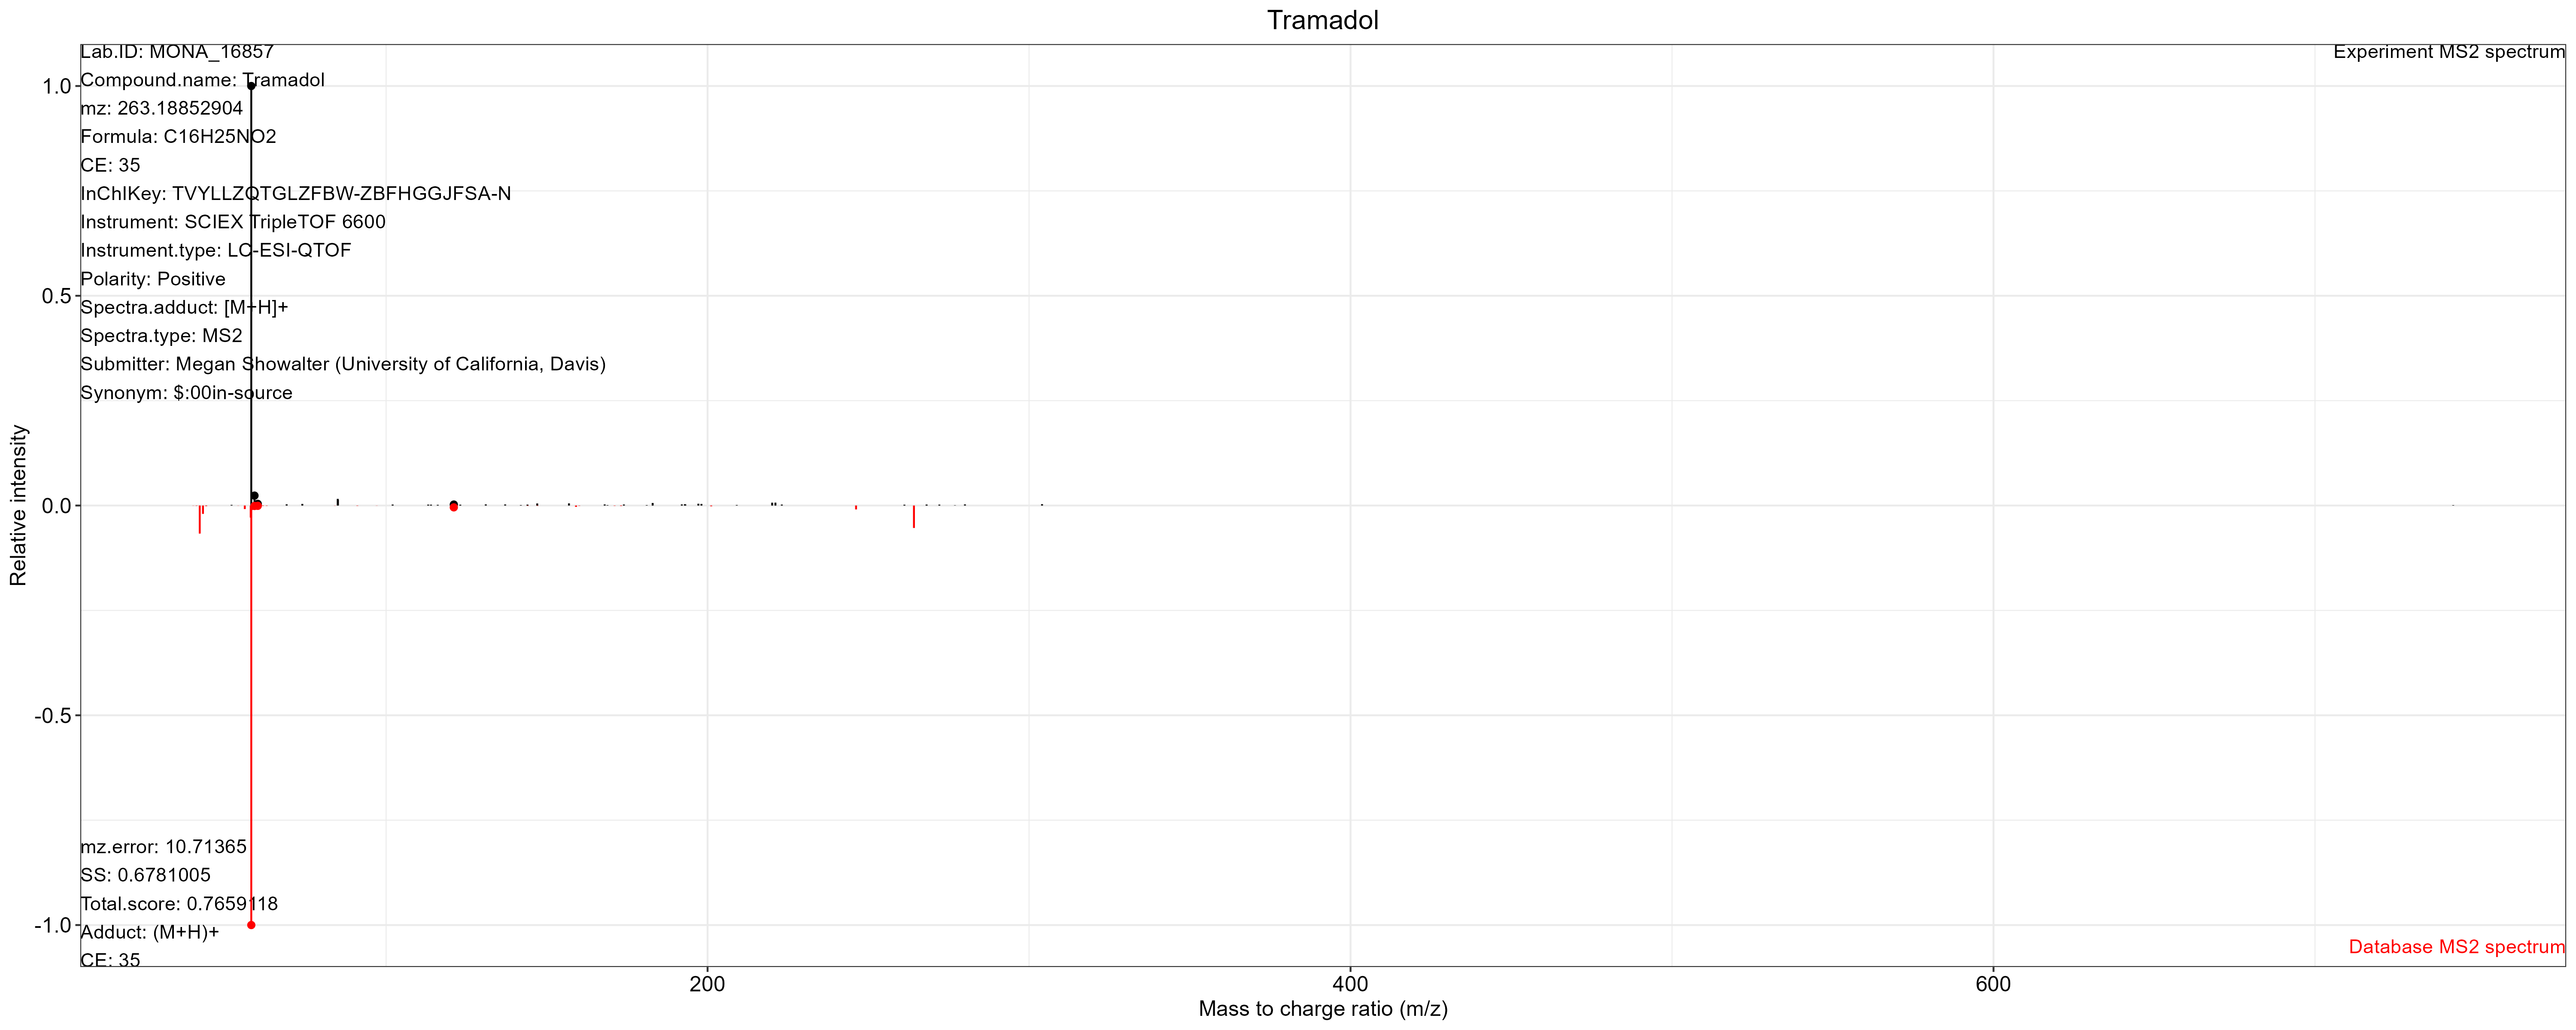 Tramadol
Lab.ID: MONA_16857
Experiment MS2 spectrum
Compound.name: Tramadol
mz: 263.18852904
Formula: C16H25NO2
CE: 35
InChIKey: TVYLLZQTGLZFBW-ZBFHGGJFSA-N
Instrument: SCIEX TripleTOF 6600
Instrument.type: LC-ESI-QTOF
Polarity: Positive
Spectra.adduct: [M+H]+
Spectra.type: MS2
Submitter: Megan Showalter (University of California, Davis)
Synonym: $:00in-source
1.0
0.5
0.0
-0.5
-1.0
Relative intensity
mz.error: 10.71365
SS: 0.6781005
Total.score: 0.7659118
Adduct: (M+H)+
CE: 35
Database MS2 spectrum
200
400
600
Mass to charge ratio (m/z)